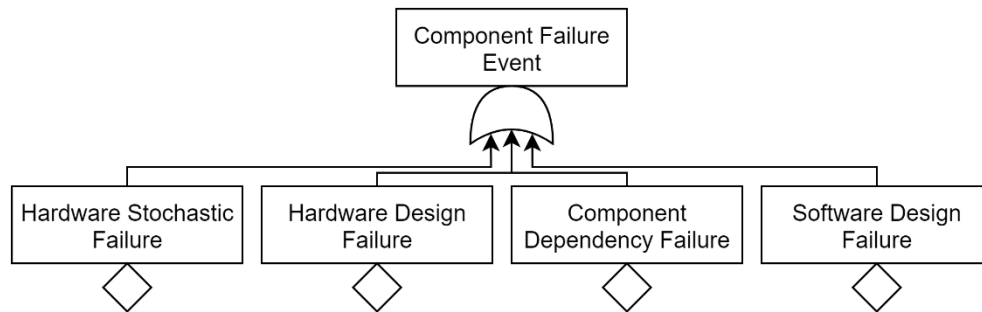 Component Failure
Event
Hardware Stochastic
Failure
Hardware Design
Failure
Component
Dependency Failure
Software Design
Failure